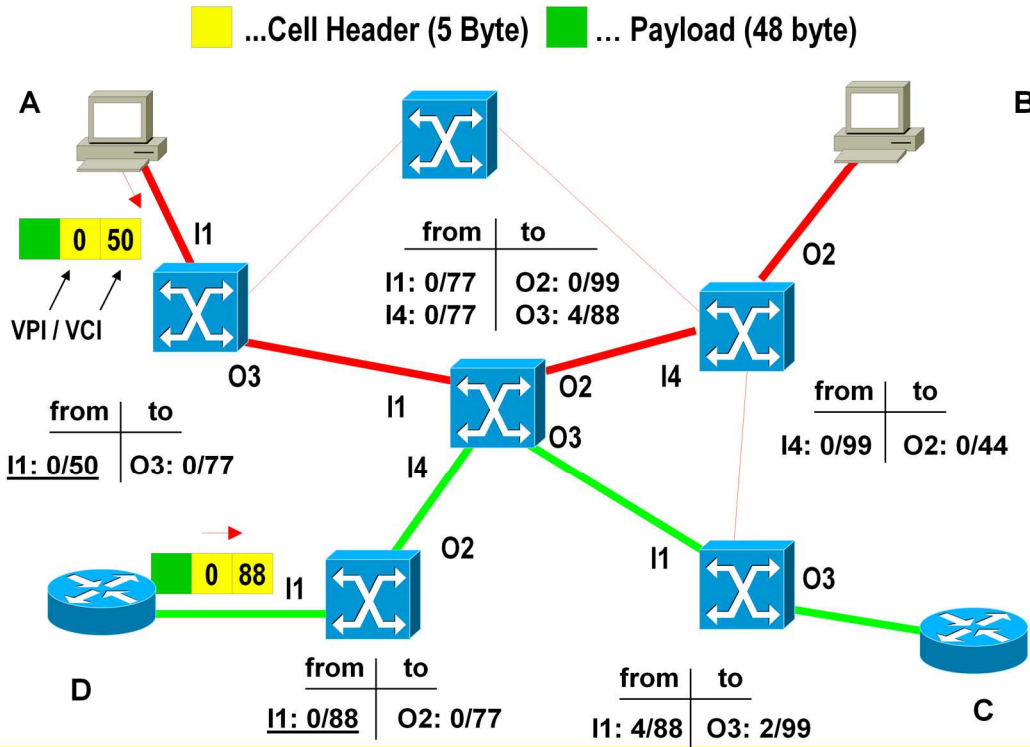 ...Cell Header (5 Byte) ... Payload (48 byte)
A
B
0 50
I1
VPI / VCI
O3
from to
I1: 0/50 O3: 0/77
from to
I1: 0/77 O2: 0/99
I4: 0/77 O3: 4/88
I1
O2
O3
I4
O2
I4
from to
I4: 0/99 O2: 0/44
0 88
I1
O2
D
from to
I1: 0/88 O2: 0/77
I1
O3
from to
I1: 4/88 O3: 2/99
C